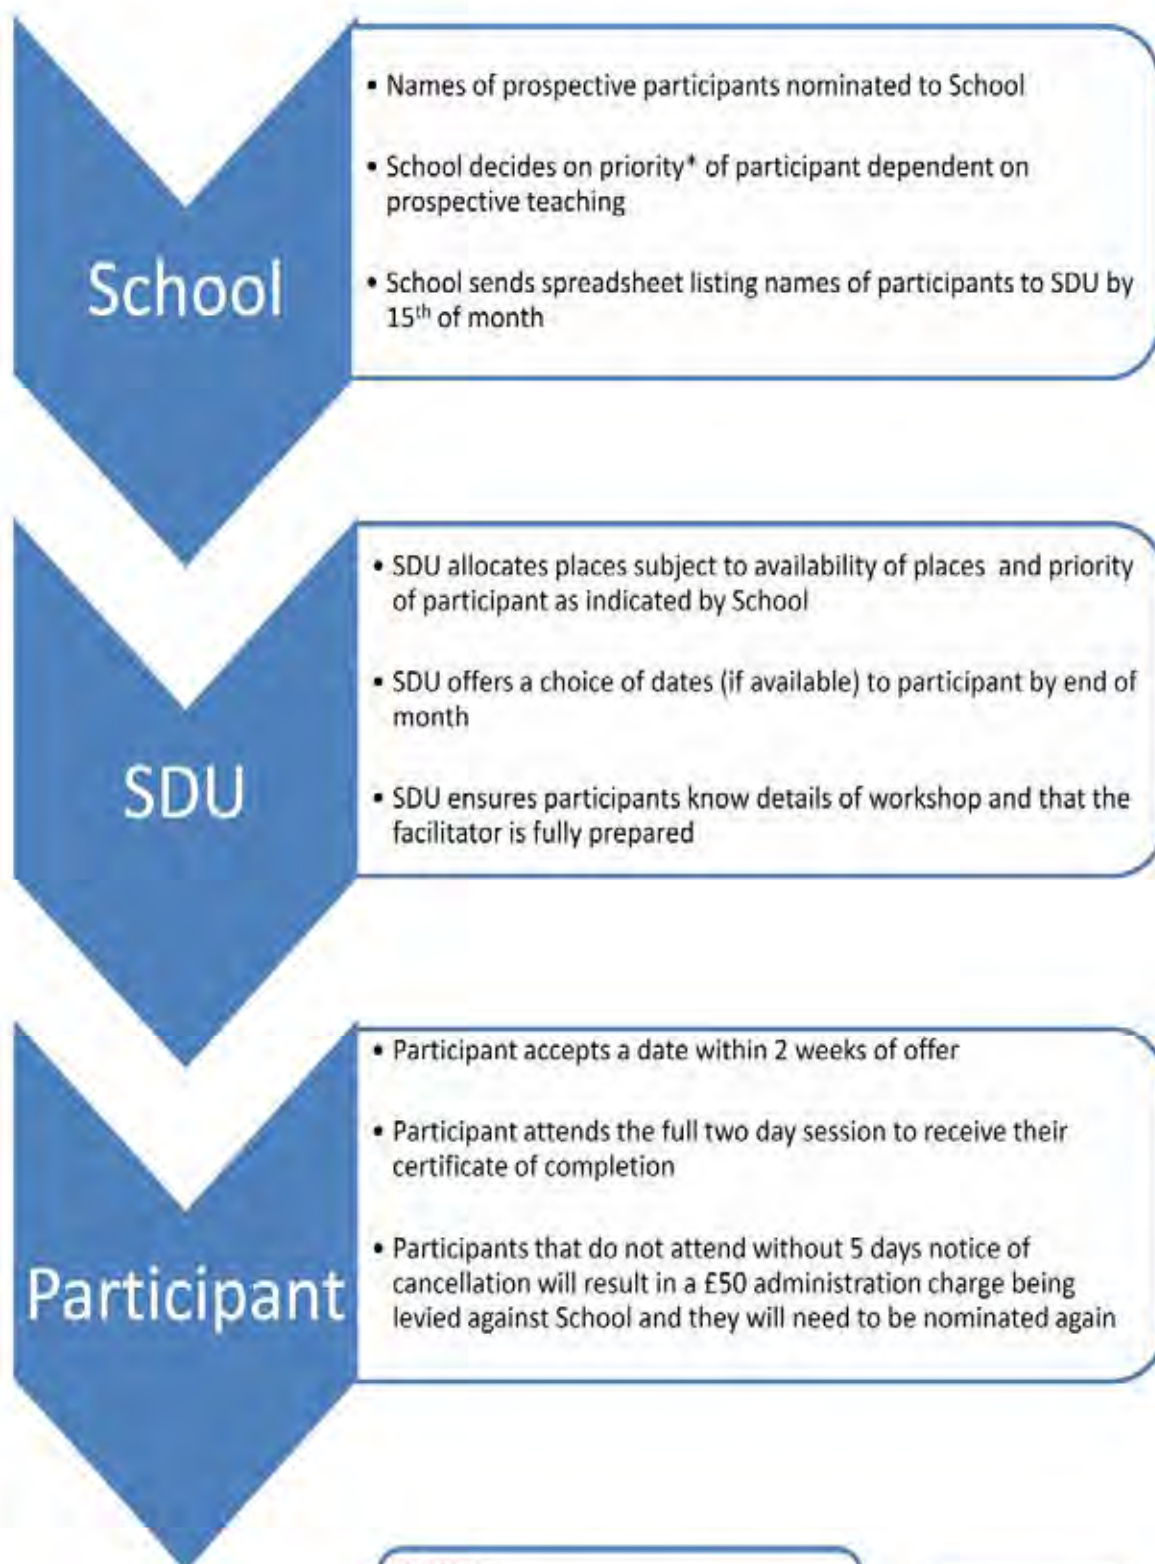 School
• Names of prospective participants nominated to School
• School decides on priority* of participant dependent on
prospective teaching
• School sends spreadsheet listing names of participants to SDU by
15th of month
SDU
• SDU allocates places subject to availability of places and priority
of participant as indicated by School
• SDU offers a choice of dates (if available) to participant by end of
month
• SDU ensures participants know details of workshop and that the
facilitator is fully prepared
Participant
• Participant accepts a date within 2 weeks of offer
• Participant attends the full two day session to receive their
certificate of completion
• Participants that do not attend without 5 days notice of
cancellation will result in a £50 administration charge being
levied against School and they will need to be nominated again